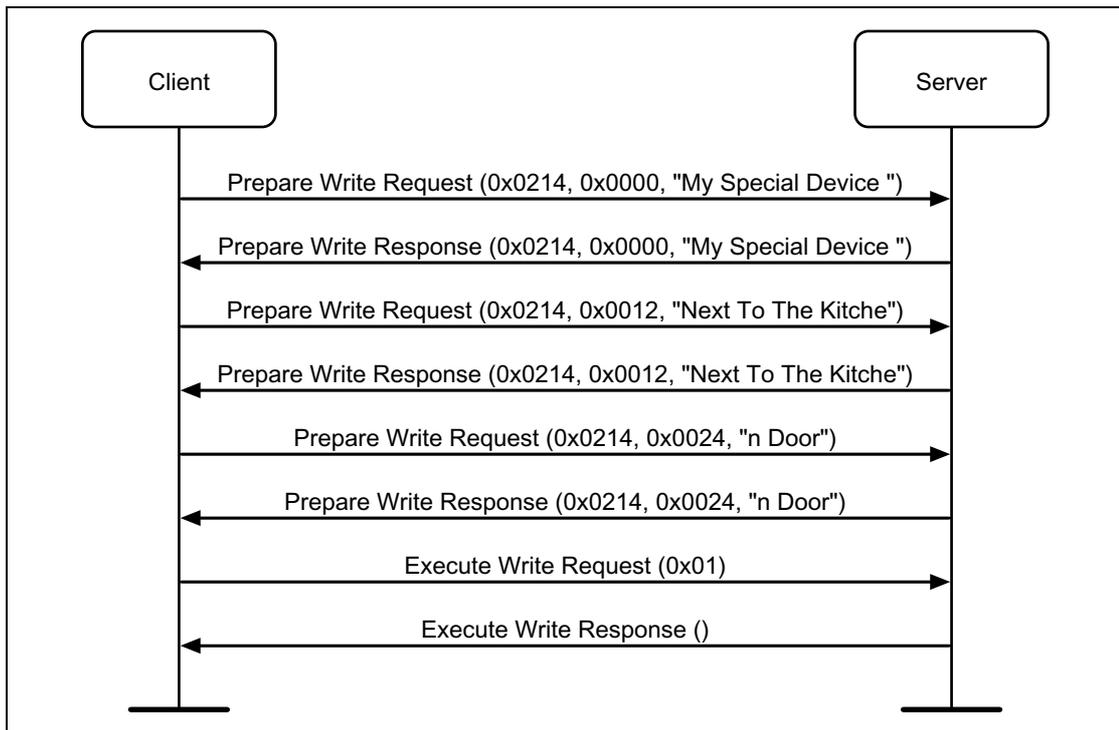 Client
Server
Prepare Write Request (0x0214, 0x0000, "My Special Device ")
Prepare Write Response (0x0214, 0x0000, "My Special Device ")
Prepare Write Request (0x0214, 0x0012, "Next To The Kitche")
Prepare Write Response (0x0214, 0x0012, "Next To The Kitche")
Prepare Write Request (0x0214, 0x0024, "n Door")
Prepare Write Response (0x0214, 0x0024, "n Door")
Execute Write Request (0x01)
Execute Write Response ()